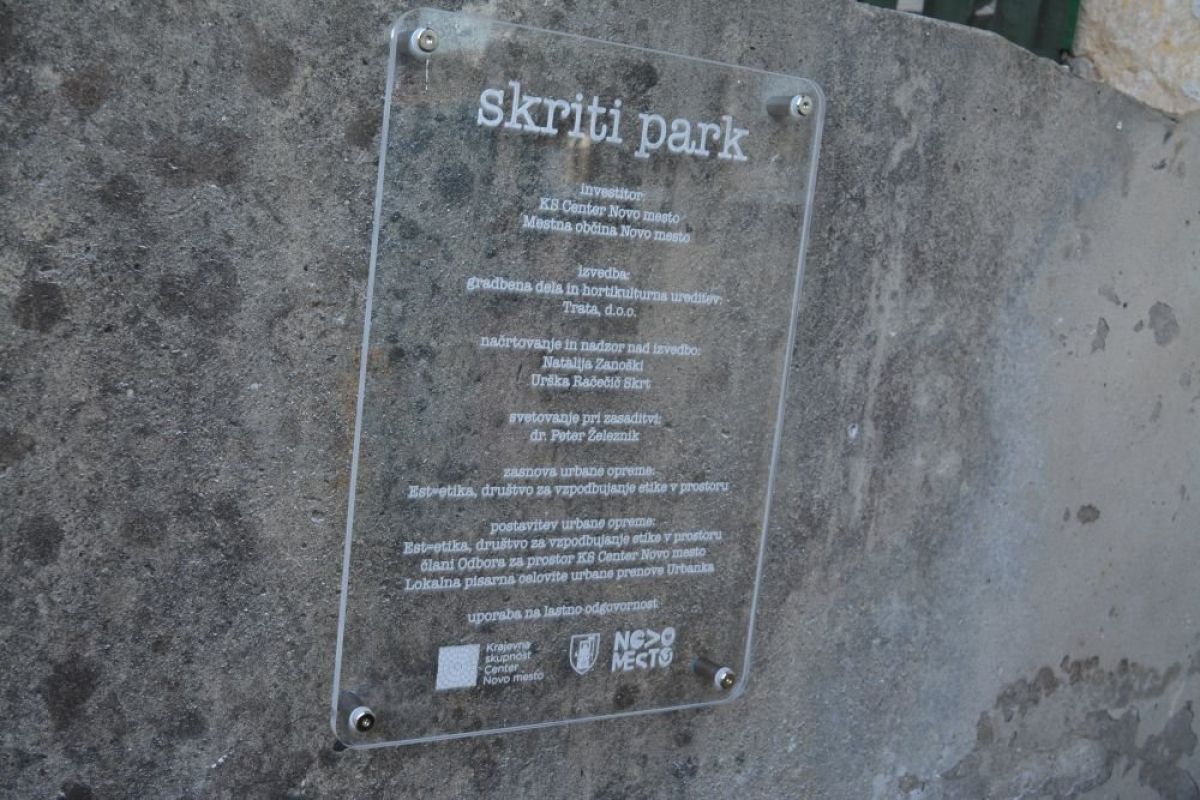 skriti park
investitor:
KS Center Novo mesto
Mestna občina Novo mesto
izvedba:
gradbena dela in hortikulturna ureditev:
Trata, d.o.o.
načrtovanje in nadzor nad izvedbo:
Natalija Zanoški
Urška Račečič Skrt
svetovanje pri zasaditvi:
dr. Peter Železnik
zasnova urbane opreme:
Est=etika, društvo za vzpodbujanje etike v prostoru
postavitev urbane opreme:
Est=etika, društvo za vzpodbujanje etike v prostoru
člani Odbora za prostor KS Center Novo mesto
Lokalna pisarna celovite urbane prenove Urbanka
uporaba na lastno odgovornost
Krajevna
skupnost
Center
Novo mesto
NOVO
MESTO